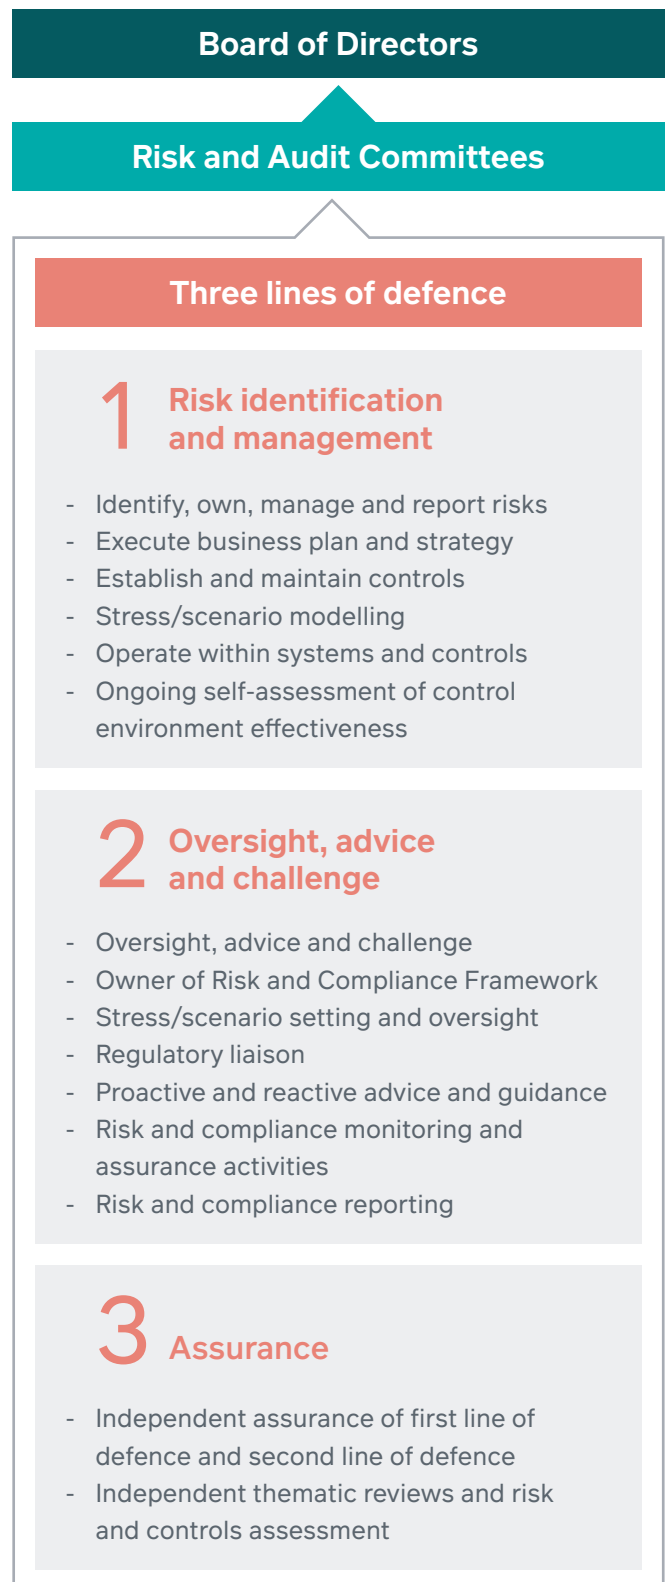 Board of Directors
Risk and Audit Committees
Three lines of defence
1 Risk identification
and management
- Identify, own, manage and report risks
- Execute business plan and strategy
- Establish and maintain controls
- Stress/scenario modelling
- Operate within systems and controls
- Ongoing self-assessment of control
environment effectiveness
2 Oversight, advice
and challenge
- Oversight, advice and challenge
- Owner of Risk and Compliance Framework
- Stress/scenario setting and oversight
- Regulatory liaison
- Proactive and reactive advice and guidance
- Risk and compliance monitoring and
assurance activities
- Risk and compliance reporting
3 Assurance
- Independent assurance of first line of
defence and second line of defence
- Independent thematic reviews and risk
and controls assessment